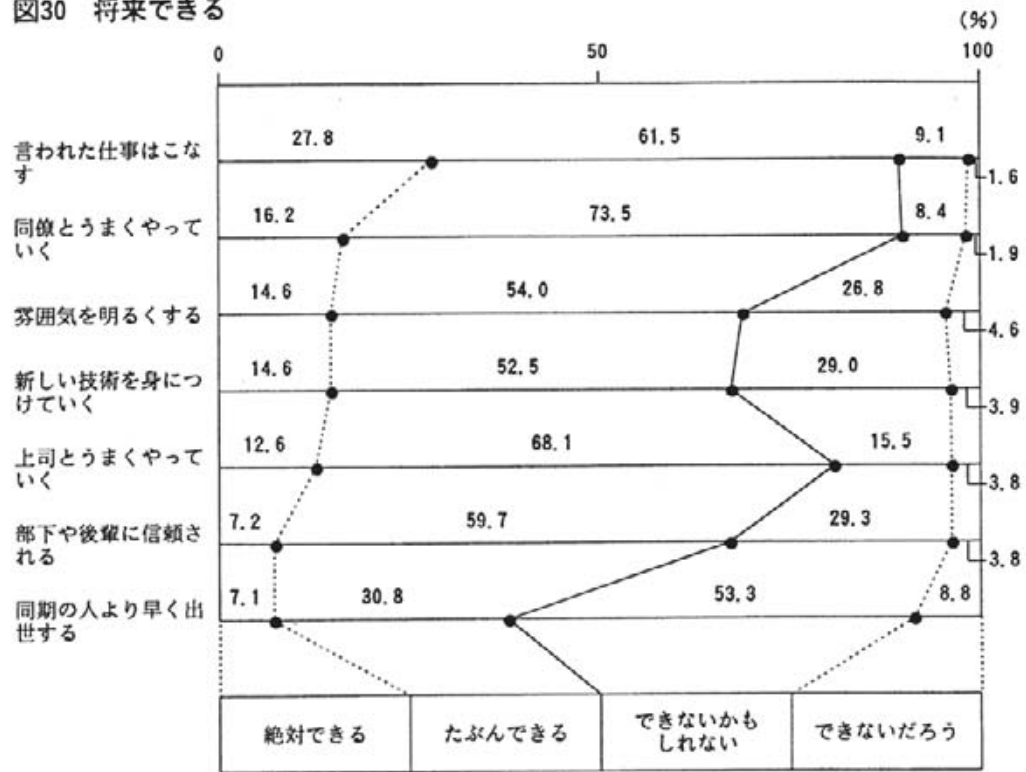 図30 将来できる
(%)
0 50 100
27.8 61.5 9.1
言われた仕事はこな
す
1.6
16.2 73.5 8.4
同僚とうまくやって
いく
1.9
14.6 54.0 26.8
雰囲気を明るくする
4.6
14.6 52.5 29.0
新しい技術を身につ
けていく
3.9
12.6 68.1 15.5
上司とうまくやって
いく
3.8
7.2 59.7 29.3
部下や後輩に信頼さ
れる
3.8
7.1 30.8 53.3 8.8
同期の人より早く出
世する
絶対できる
たぶんできる
できないかも
しれない
できないだろう